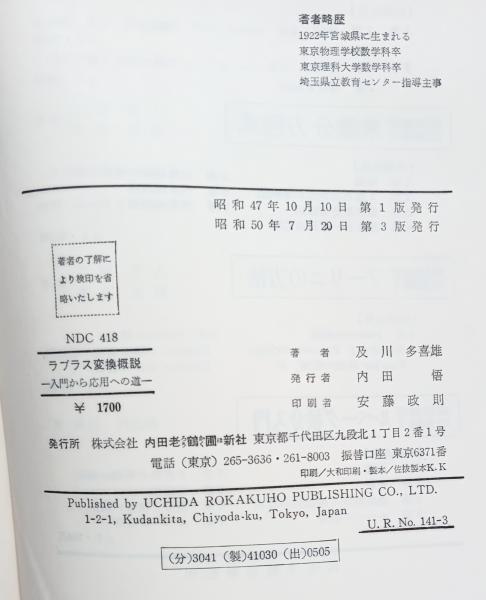 著者略歴
1922年宮城県に生まれる
東京物理学校数学科卒
東京理科大学数学科卒
埼玉県立教育センター指導主事
昭和47年10月10日 第1版発行
昭和50年7月20日 第3版発行
著者の了解に
より検印を省
略いたします
NDC 418
ラプラス変換概説
―入門から応用への道―
¥ 1700
著者 及川多喜雄
発行者 内田悟
印刷者 安藤政則
発行所 株式会社 内田老鶴圃新社 東京都千代田区九段北1丁目2番1号
電話(東京)265-3636・261-8003 振替口座 東京6371番
印刷/大和印刷・製本/佐抜製本K.K
Published by UCHIDA ROKAKUHO PUBLISHING CO., LTD.
1-2-1, Kudankita, Chiyoda-ku, Tokyo, Japan
U. R. No. 141-3
(分)3041 (製)41030 (出)0505